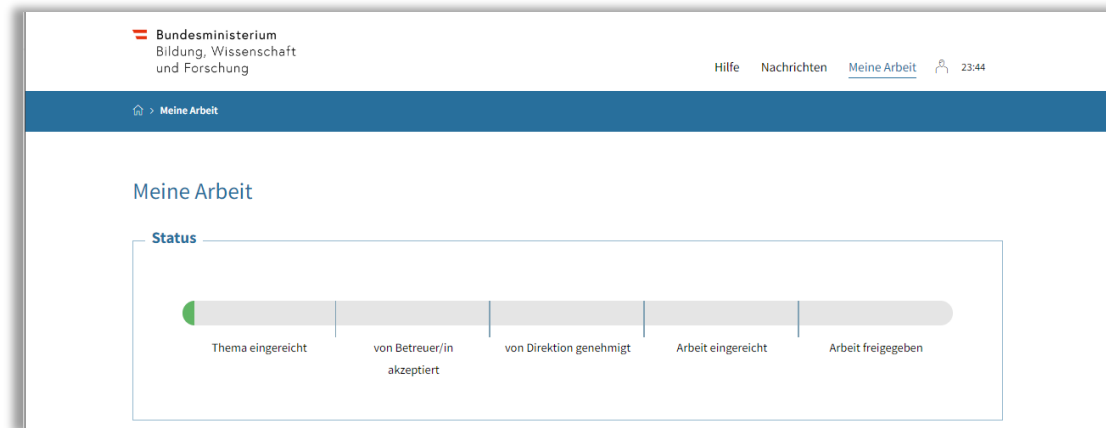 Bundesministerium
Bildung, Wissenschaft
und Forschung
Hilfe Nachrichten Meine Arbeit 23:44
> Meine Arbeit
Meine Arbeit
Status
Thema eingereicht
von Betreuer/in
akzeptiert
von Direktion genehmigt
Arbeit eingereicht
Arbeit freigegeben